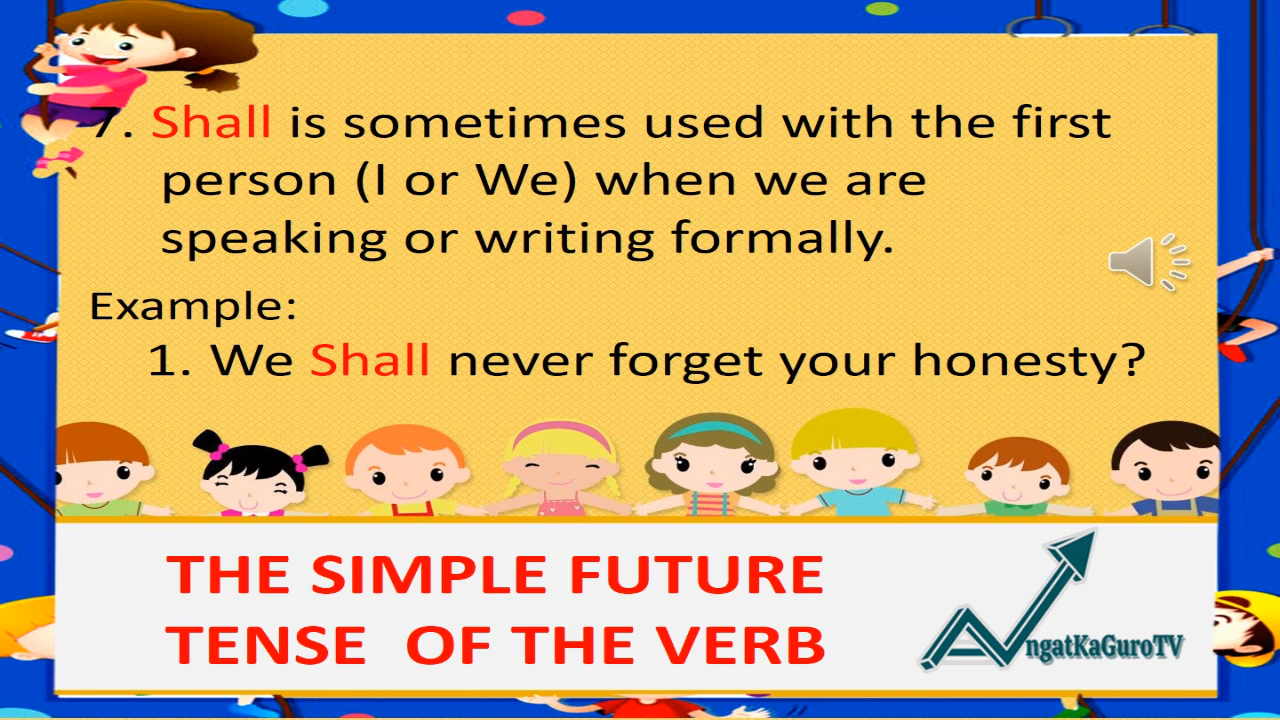 7. Shall is sometimes used with the first
person (I or We) when we are
speaking or writing formally.
Example:
1. We Shall never forget your honesty?
THE SIMPLE FUTURE
TENSE OF THE VERB
AngatKaGuroTV